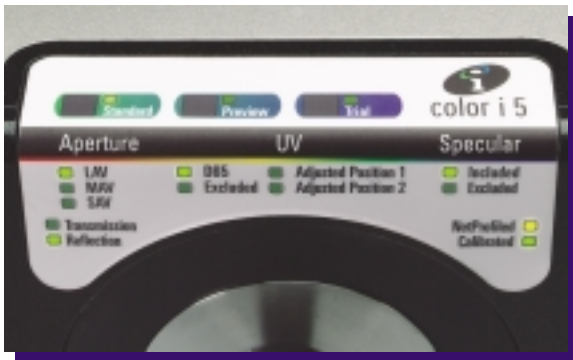 i
Standard Preview Trial
color i 5
Aperture UV Specular
LAV D65 Adjusted Position 1 Included
MAV Excluded Adjusted Position 2 Excluded
SAV
Transmission NetProfiled
Reflection Calibrated